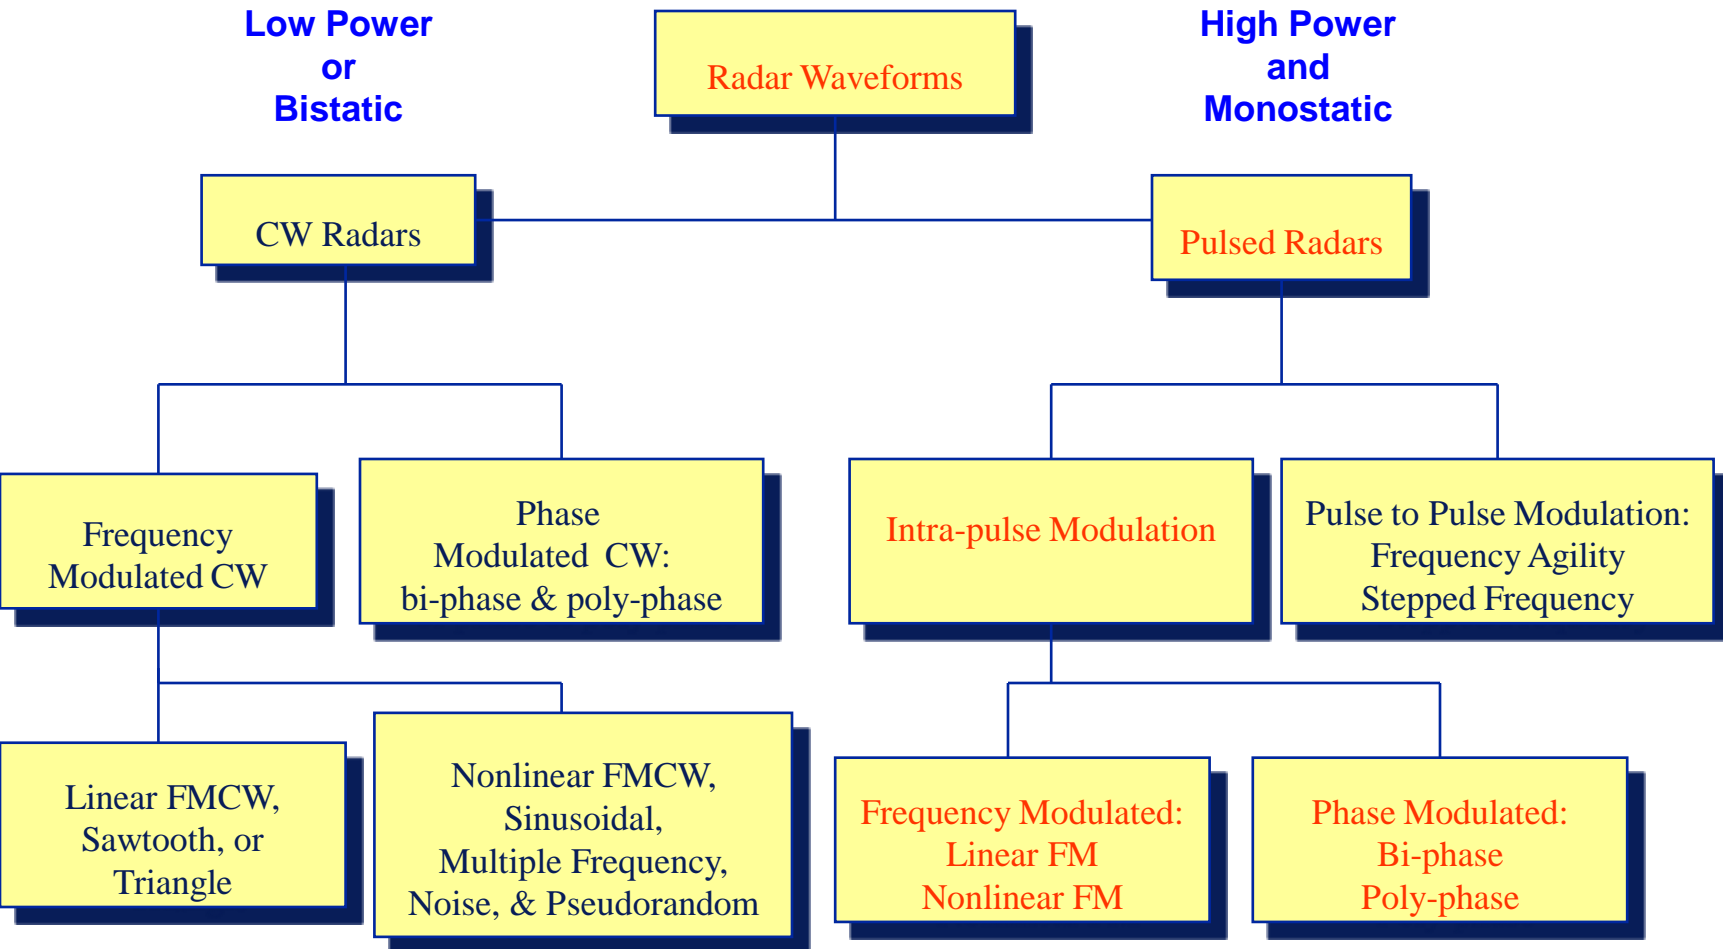 Low Power
or
Bistatic
Radar Waveforms
High Power
and
Monostatic
CW Radars
Pulsed Radars
Frequency
Modulated CW
Phase
Modulated CW:
bi-phase & poly-phase
Intra-pulse Modulation
Pulse to Pulse Modulation:
Frequency Agility
Stepped Frequency
Linear FMCW,
Sawtooth, or
Triangle
Nonlinear FMCW,
Sinusoidal,
Multiple Frequency,
Noise, & Pseudorandom
Frequency Modulated:
Linear FM
Nonlinear FM
Phase Modulated:
Bi-phase
Poly-phase